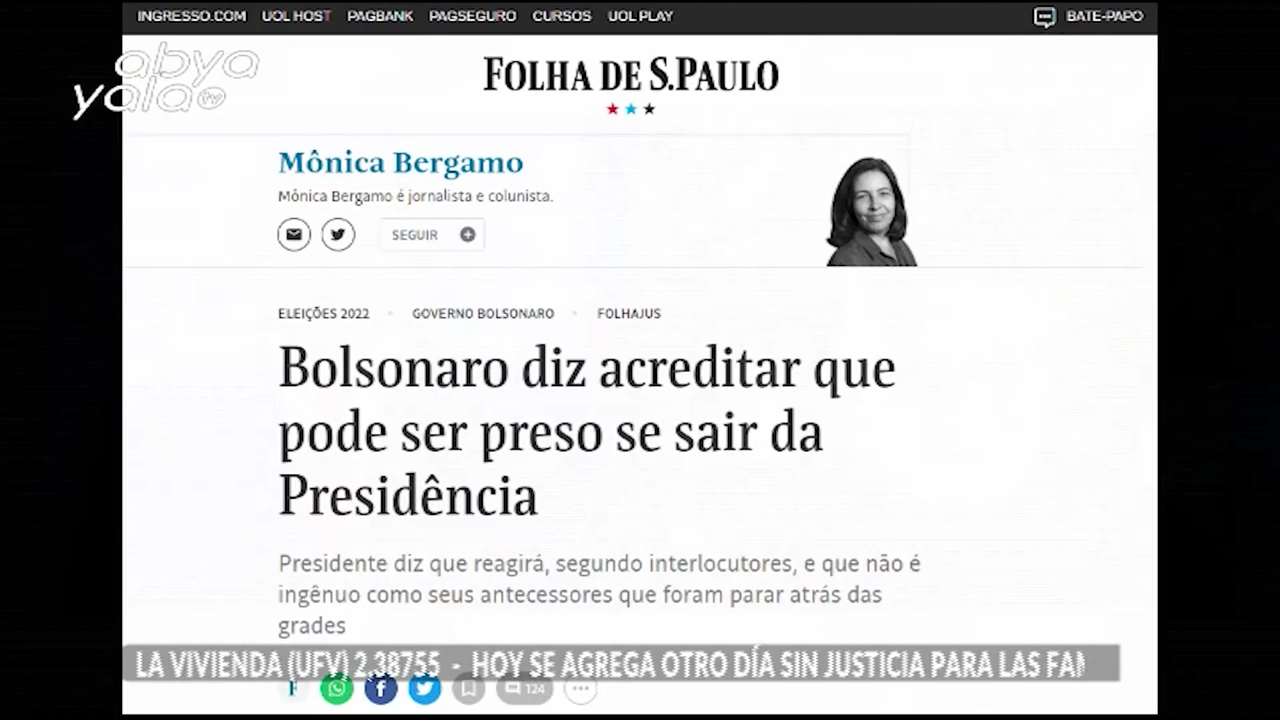 INGRESSO.COM UOL HOST PAGBANK PAGSEGURO CURSOS UOL PLAY BATE-PAPO
abya
yala tv
FOLHA DE S.PAULO
Mônica Bergamo
Mônica Bergamo é jornalista e colunista.
SEGUIR
ELEIÇÕES 2022 GOVERNO BOLSONARO FOLHAJUS
Bolsonaro diz acreditar que
pode ser preso se sair da
Presidência
Presidente diz que reagirá, segundo interlocutores, e que não é
ingênuo como seus antecessores que foram parar atrás das
grades
LA VIVIENDA (UFV) 2,38755 - HOY SE AGREGA OTRO DÍA SIN JUSTICIA PARA LAS
F 124